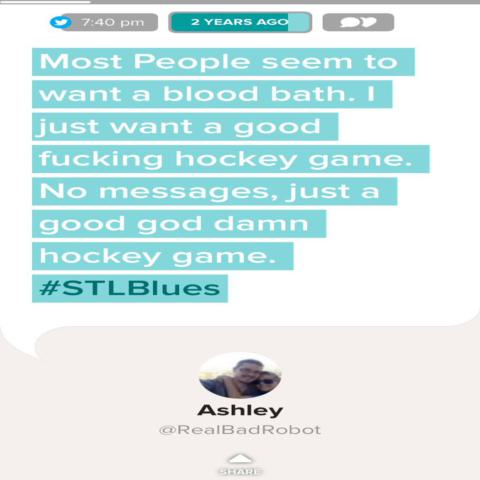 7:40 pm
2 YEARS AGO
Most People seem to
want a blood bath. I
just want a good
fucking hockey game.
No messages, just a
good god damn
hockey game.
#STLBlues
Ashley
@RealBadRobot
SHARE